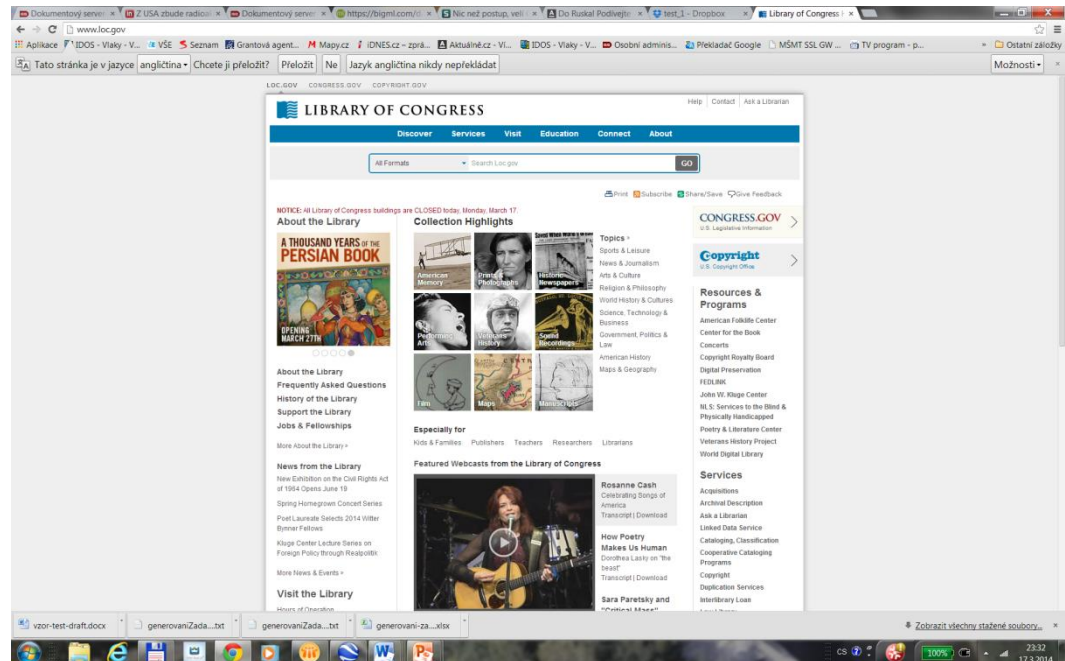 Dokumentový server
Z USA zbude radioa
Dokumentový server
https://bigml.com/
Nic než postup, velí
Do Ruska! Podívejte
test_1 - Dropbox
Library of Congress H
www.loc.gov
Aplikace
IDOS - Vlaky - V...
VŠE
Seznam
Grantová agent...
Mapy.cz
iDNES.cz – zprá...
Aktuálně.cz - Ví...
IDOS - Vlaky - V...
Osobní adminis...
Překladač Google
MŠMT SSL GW ...
TV program - p...
Ostatní záložky
Tato stránka je v jazyce angličtina Chcete ji přeložit? Přeložit Ne Jazyk angličtina nikdy nepřekládat Možnosti
LOC.GOV CONGRESS.GOV COPYRIGHT.GOV
LIBRARY OF CONGRESS
Help Contact Ask a Librarian
Discover Services Visit Education Connect About
All Formats Search Loc.gov GO
Print Subscribe Share/Save Give Feedback
NOTICE: All Library of Congress buildings are CLOSED today, Monday, March 17.
About the Library
A THOUSAND YEARS OF THE
PERSIAN BOOK
OPENING
MARCH 27TH
About the Library
Frequently Asked Questions
History of the Library
Support the Library
Jobs & Fellowships
More About the Library »
News from the Library
New Exhibition on the Civil Rights Act
of 1964 Opens June 19
Spring Homegrown Concert Series
Poet Laureate Selects 2014 Witter
Bynner Fellows
Kluge Center Lecture Series on
Foreign Policy through Realpolitik
More News & Events »
Visit the Library
Hours of Operation
Collection Highlights
American
Memory
Prints &
Photographs
Historic
Newspapers
Performing
Arts
Veterans
History
Sound
Recordings
Film
Maps
Manuscripts
Topics
Sports & Leisure
News & Journalism
Arts & Culture
Religion & Philosophy
World History & Cultures
Science, Technology &
Business
Government, Politics &
Law
American History
Maps & Geography
Especially for
Kids & Families Publishers Teachers Researchers Librarians
Featured Webcasts from the Library of Congress
Rosanne Cash
Celebrating Songs of
America
Transcript | Download
How Poetry
Makes Us Human
Dorothea Lasky on "the
beast"
Transcript | Download
Sara Paretsky and
"Critical Mass"
CONGRESS.GOV
U.S. Legislative Information
Copyright
U.S. Copyright Office
Resources &
Programs
American Folklife Center
Center for the Book
Concerts
Copyright Royalty Board
Digital Preservation
FEDLINK
John W. Kluge Center
NLS: Services to the Blind &
Physically Handicapped
Poetry & Literature Center
Veterans History Project
World Digital Library
Services
Acquisitions
Archival Description
Ask a Librarian
Linked Data Service
Cataloging, Classification
Cooperative Cataloging
Programs
Copyright
Duplication Services
Interlibrary Loan
vzor-test-draft.docx
generovaniZada....txt
generovaniZada....txt
generovani-za....xlsx
Zobrazit všechny stažené soubory...
CS
100%
23:32
17.3.2014